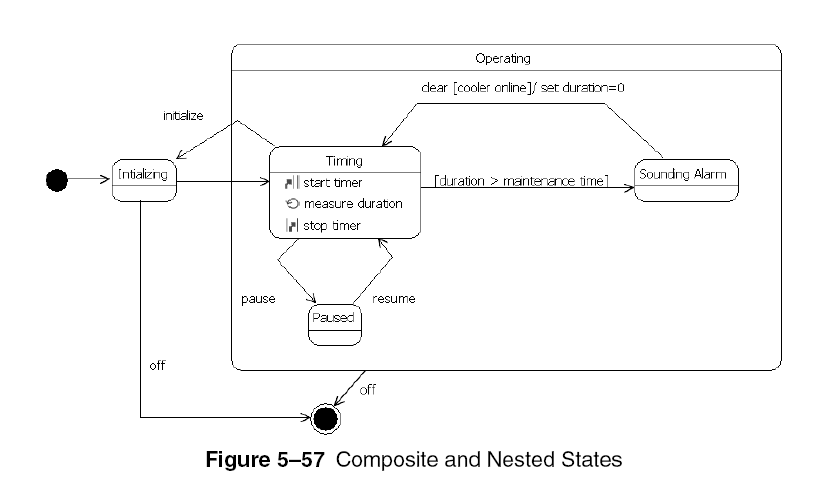 Operating
clear [cooler online]/ set duration=0
initialize
Timing
Intializing
start timer
[duration > maintenance time]
Sounding Alarm
measure duration
stop timer
pause
resume
Paused
off
off
Figure 5–57 Composite and Nested States